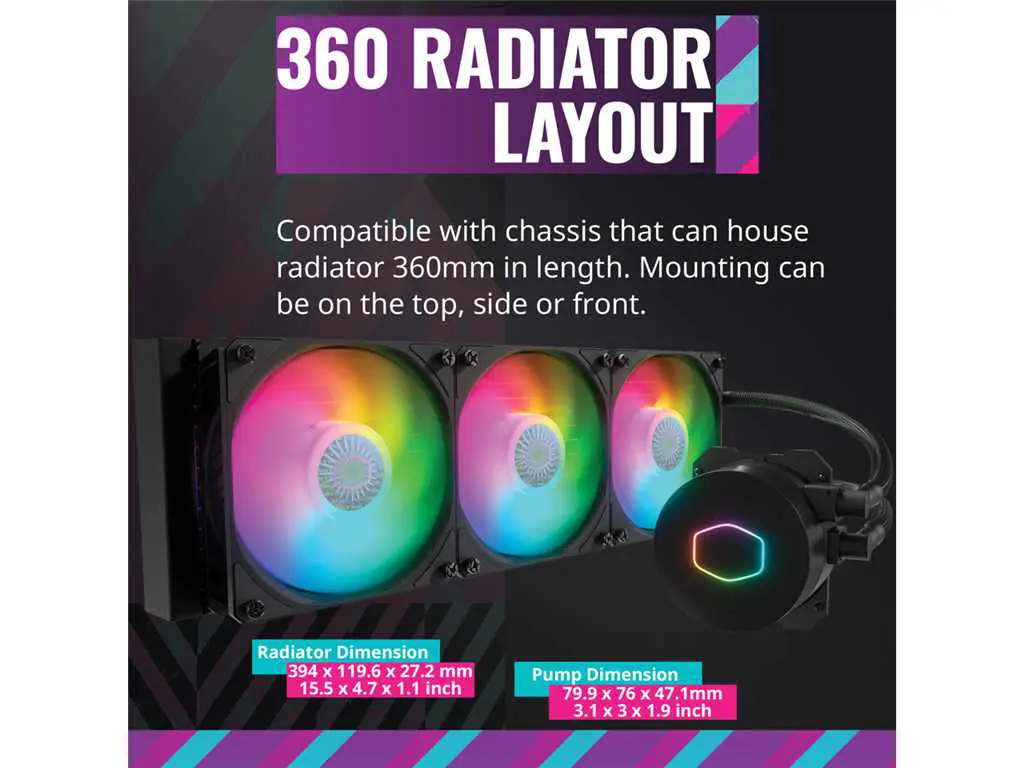 360 RADIATOR
LAYOUT
Compatible with chassis that can house
radiator 360mm in length. Mounting can
be on the top, side or front.
Radiator Dimension
394 x 119.6 x 27.2 mm
15.5 x 4.7 x 1.1 inch
Pump Dimension
79.9 x 76 x 47.1mm
3.1 x 3 x 1.9 inch